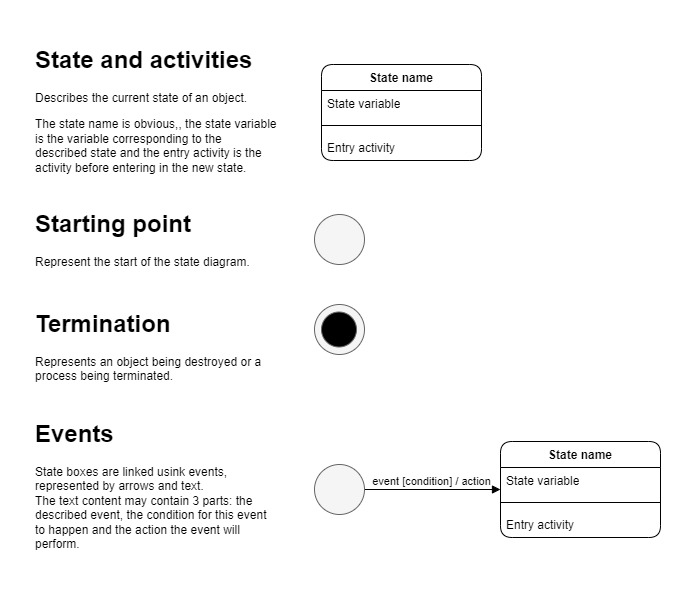 State and activities
Describes the current state of an object.
The state name is obvious,, the state variable
is the variable corresponding to the
described state and the entry activity is the
activity before entering in the new state.
State name
State variable
Entry activity
Starting point
Represent the start of the state diagram.
Termination
Represents an object being destroyed or a
process being terminated.
Events
State boxes are linked usink events,
represented by arrows and text.
The text content may contain 3 parts: the
described event, the condition for this event
to happen and the action the event will
perform.
event [condition] / action
State name
State variable
Entry activity